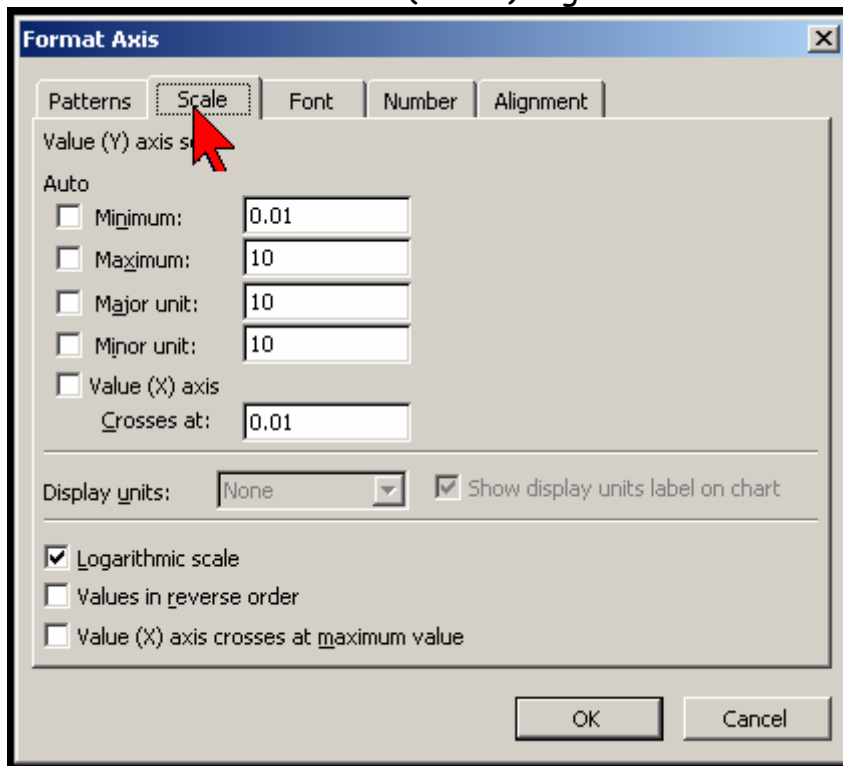 Format Axis
Patterns Scale Font Number Alignment
Value (Y) axis
Auto
Minimum: 0.01
Maximum: 10
Major unit: 10
Minor unit: 10
Value (X) axis
Crosses at: 0.01
Display units: None Show display units label on chart
Logarithmic scale
Values in reverse order
Value (X) axis crosses at maximum value
OK Cancel